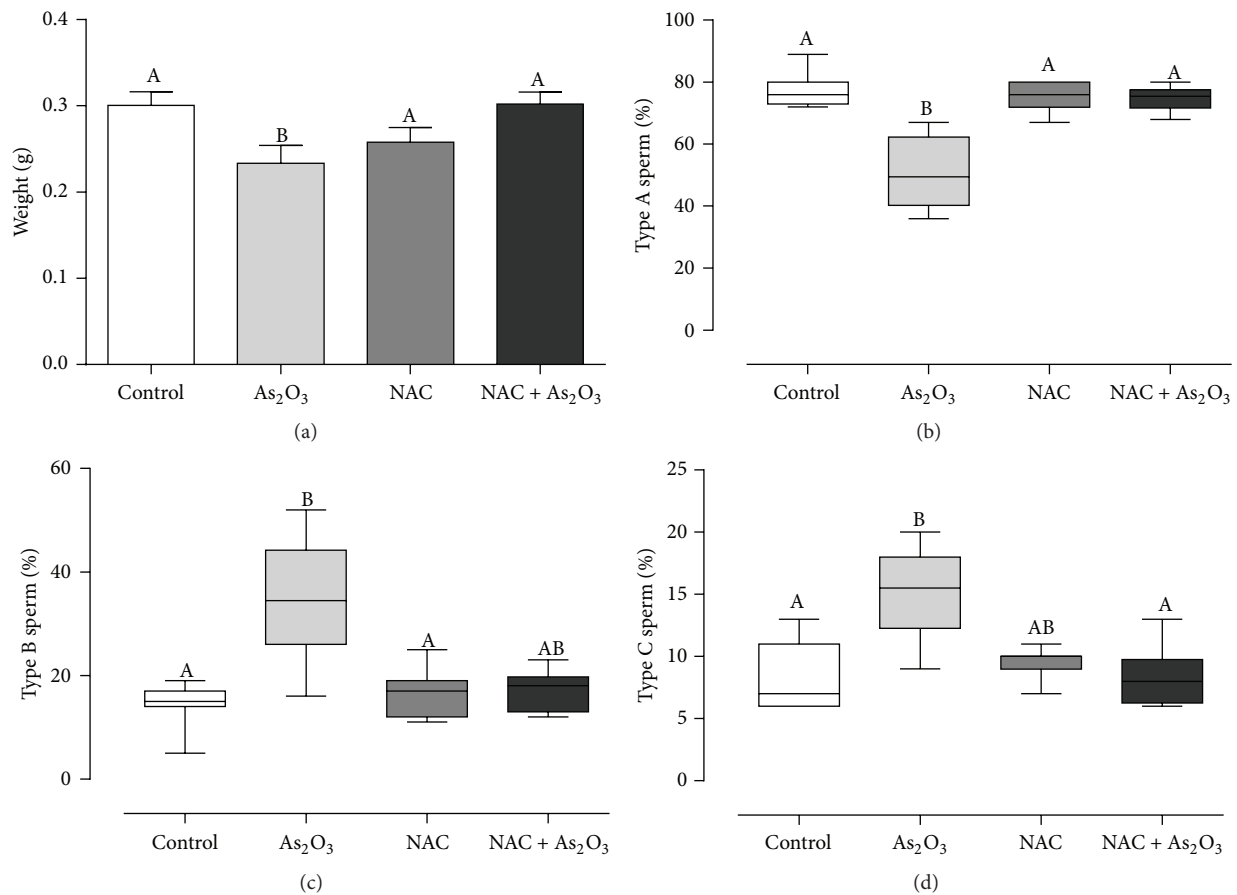 0.4
0.3
0.2
0.1
0.0
Weight (g)
A
B
A
A
Control
As₂O₃
NAC
NAC + As₂O₃
(a)
100
80
60
40
20
0
Type A sperm (%)
A
B
A
A
Control
As₂O₃
NAC
NAC + As₂O₃
(b)
60
40
20
0
Type B sperm (%)
A
B
A
AB
Control
As₂O₃
NAC
NAC + As₂O₃
(c)
25
20
15
10
5
0
Type C sperm (%)
A
B
AB
A
Control
As₂O₃
NAC
NAC + As₂O₃
(d)